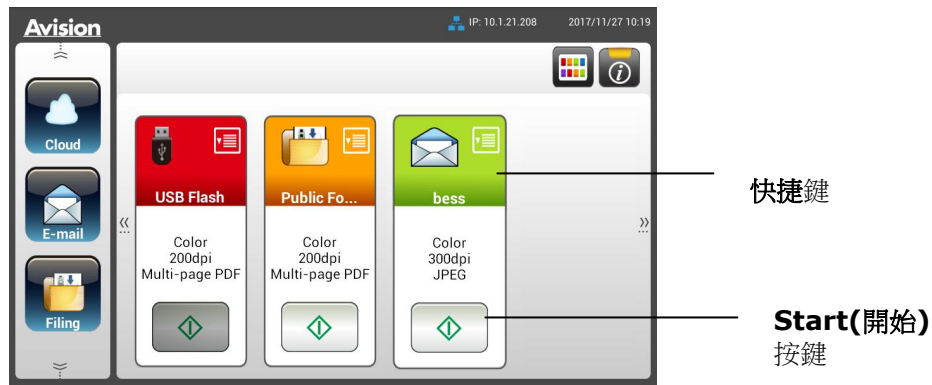 Avision
IP: 10.1.21.208
2017/11/27 10:19
Cloud
E-mail
Filing
USB Flash
Color
200dpi
Multi-page PDF
Public Fo...
Color
200dpi
Multi-page PDF
bess
Color
300dpi
JPEG
快捷鍵
Start(開始)
按鍵